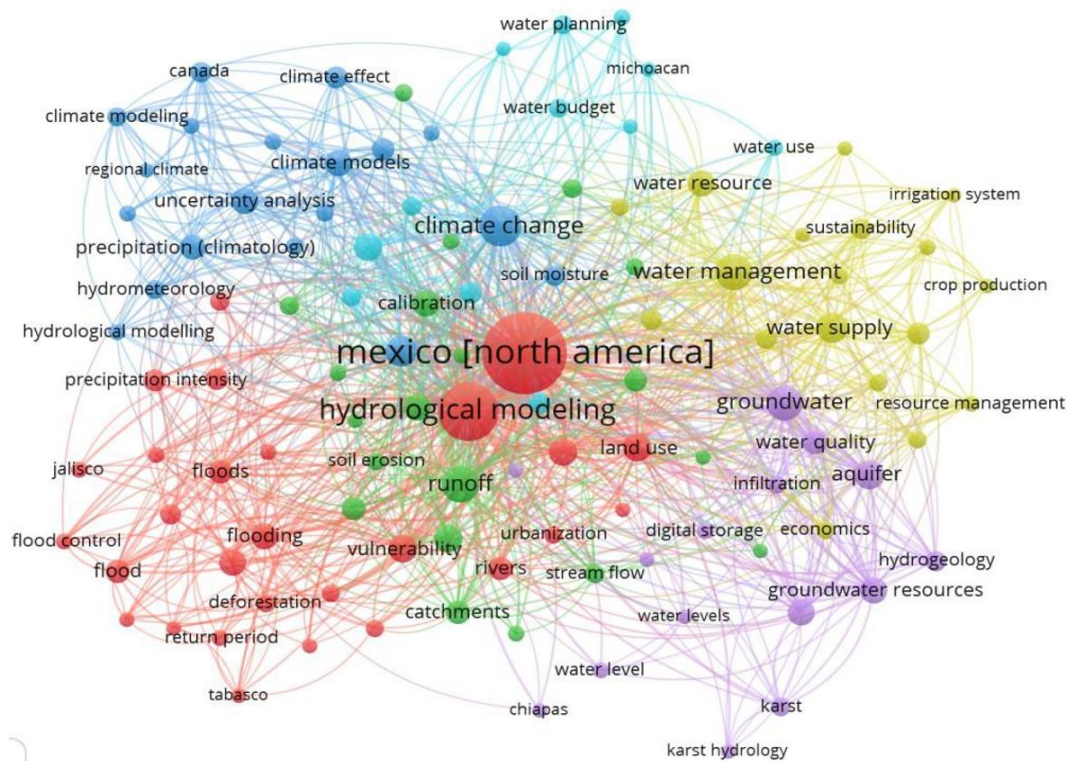 water planning
canada
climate effect
michoacan
climate modeling
water budget
water use
regional climate
climate models
water resource
uncertainty analysis
irrigation system
climate change
sustainability
precipitation (climatology)
soil moisture
water management
hydrometeorology
calibration
crop production
hydrological modelling
water supply
mexico [north america]
precipitation intensity
hydrological modeling
groundwater
resource management
water quality
land use
jalisco
floods
soil erosion
runoff
aquifer
infiltration
flood control
flooding
urbanization
digital storage
economics
vulnerability
flood
rivers
stream flow
hydrogeology
groundwater resources
deforestation
catchments
water levels
return period
water level
tabasco
chiapas
karst
karst hydrology